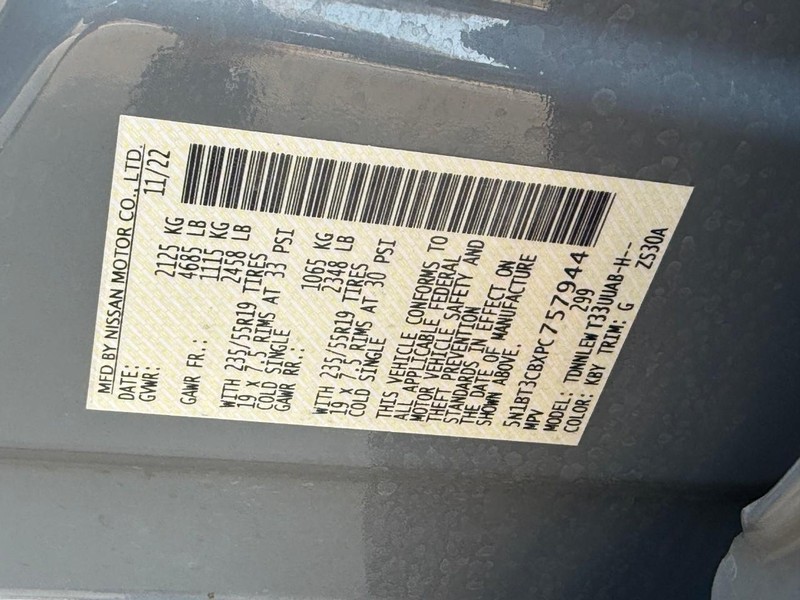 MFD BY NISSAN MOTOR CO., LTD.
DATE: 11/22
GVWR: 2125 KG
4685 LB
GAWR FR.: 1115 KG
2458 LB
WITH 235/55R19 TIRES
19 X 7.5 RIMS AT 33 PSI
COLD SINGLE
GAWR RR.: 1065 KG
2348 LB
WITH 235/55R19 TIRES
19 X 7.5 RIMS AT 30 PSI
COLD SINGLE
THIS VEHICLE CONFORMS TO
ALL APPLICABLE FEDERAL
MOTOR VEHICLE SAFETY AND
THEFT PREVENTION
STANDARDS IN EFFECT ON
THE DATE OF MANUFACTURE
SHOWN ABOVE.
5N1BT3CBXPC757944
MPV 299
MODEL: TONNLEWT33UUAB-H--
COLOR: KBY TRIM: G ZS30A